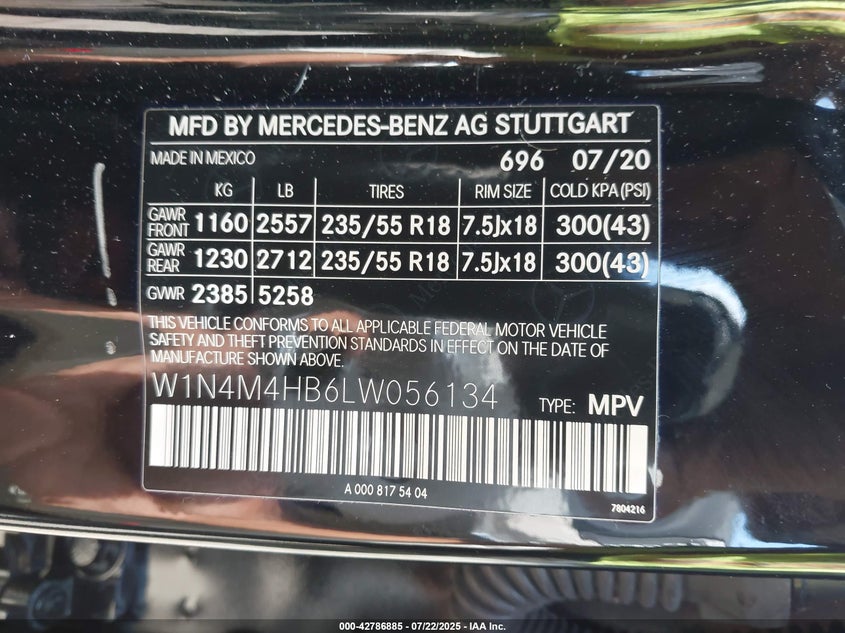 MFD BY MERCEDES-BENZ AG STUTTGART
MADE IN MEXICO 696 07/20
KG LB TIRES RIM SIZE COLD KPA(PSI)
GAWR FRONT 1160 2557 235/55 R18 7.5Jx18 300(43)
GAWR REAR 1230 2712 235/55 R18 7.5Jx18 300(43)
GVWR 2385 5258
THIS VEHICLE CONFORMS TO ALL APPLICABLE FEDERAL MOTOR VEHICLE
SAFETY AND THEFT PREVENTION STANDARDS IN EFFECT ON THE DATE OF
MANUFACTURE SHOWN ABOVE.
W1N4M4HB6LW056134 TYPE: MPV
A 000 817 54 04
7804216
000-42786885 - 07/22/2025 - IAA Inc.